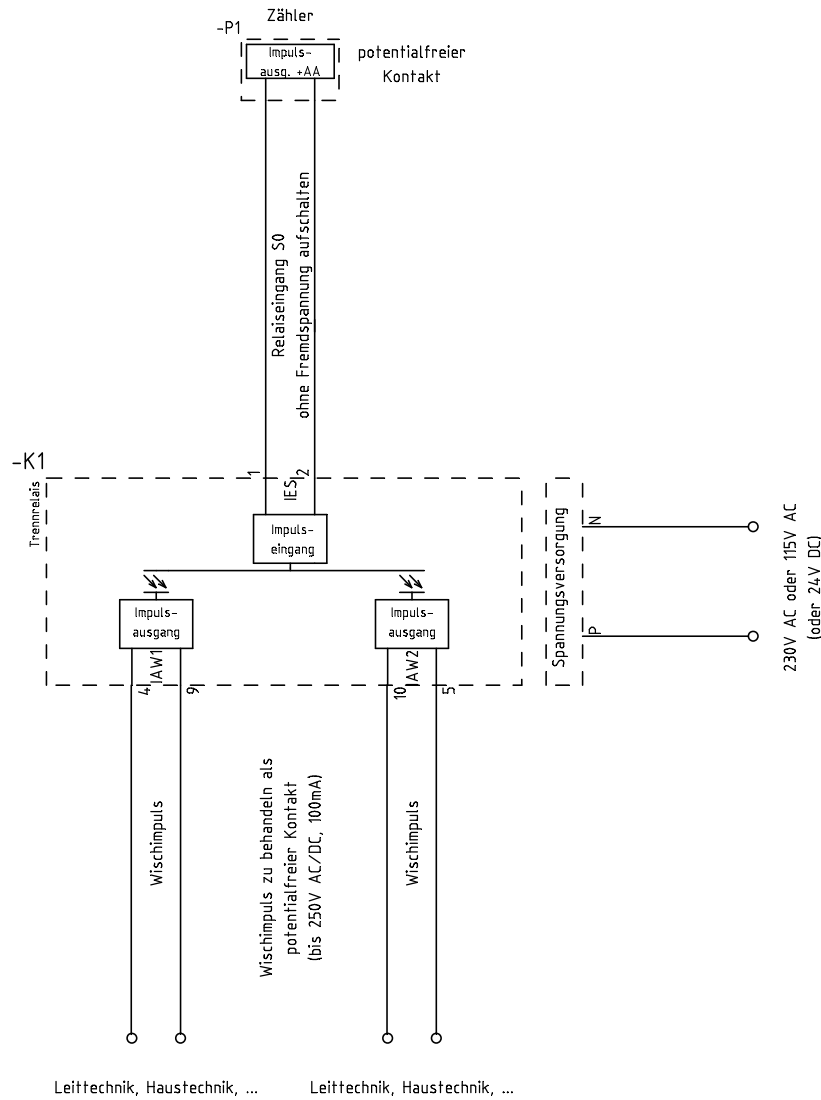 Zähler
-P1
Impuls-
ausg. +AA
potentialfreier
Kontakt
Relaiseingang S0
ohne Fremdspannung aufschalten
-K1
Trennrelais
1
IES
2
Impuls-
eingang
Impuls-
ausgang
IAW1
4
9
Impuls-
ausgang
IAW2
10
5
Spannungsversorgung
N
P
230V AC oder 115V AC
(oder 24V DC)
Wischimpuls
Wischimpuls zu behandeln als
potentialfreier Kontakt
(bis 250V AC/DC, 100mA)
Wischimpuls
Leittechnik, Haustechnik, ...
Leittechnik, Haustechnik, ...